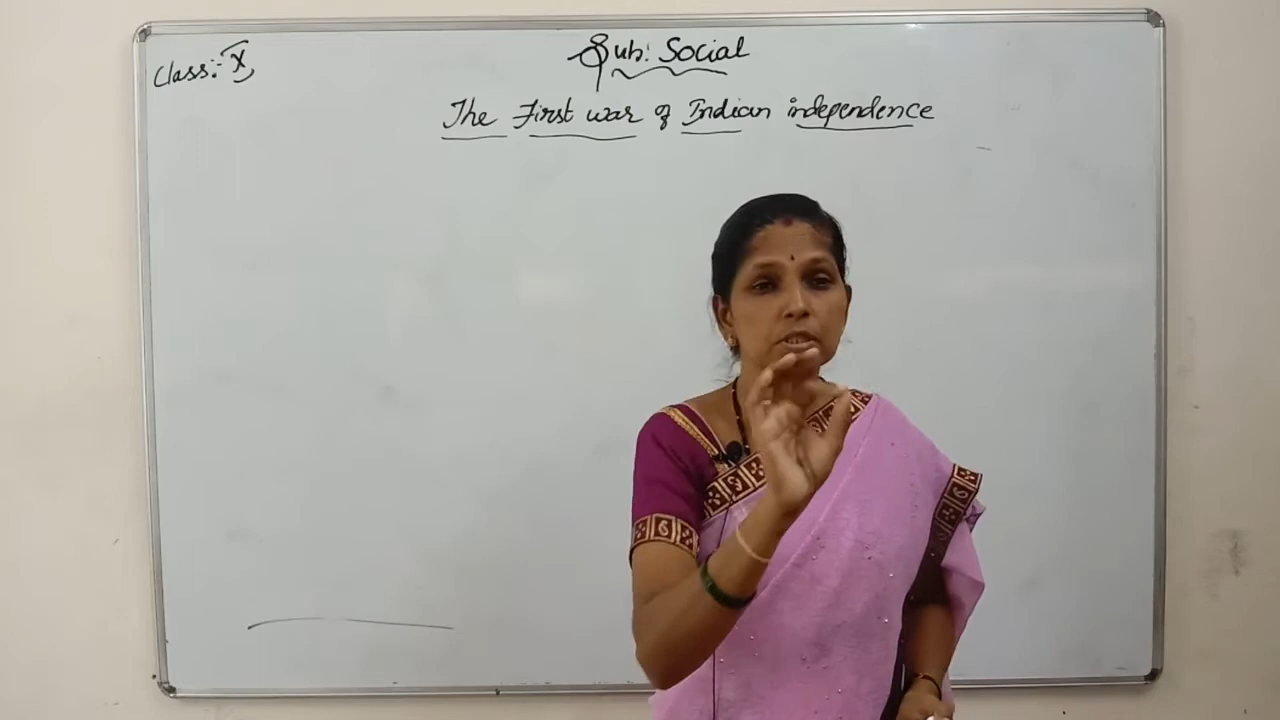 Class:- X
Sub: Social
The First war of Indian independence